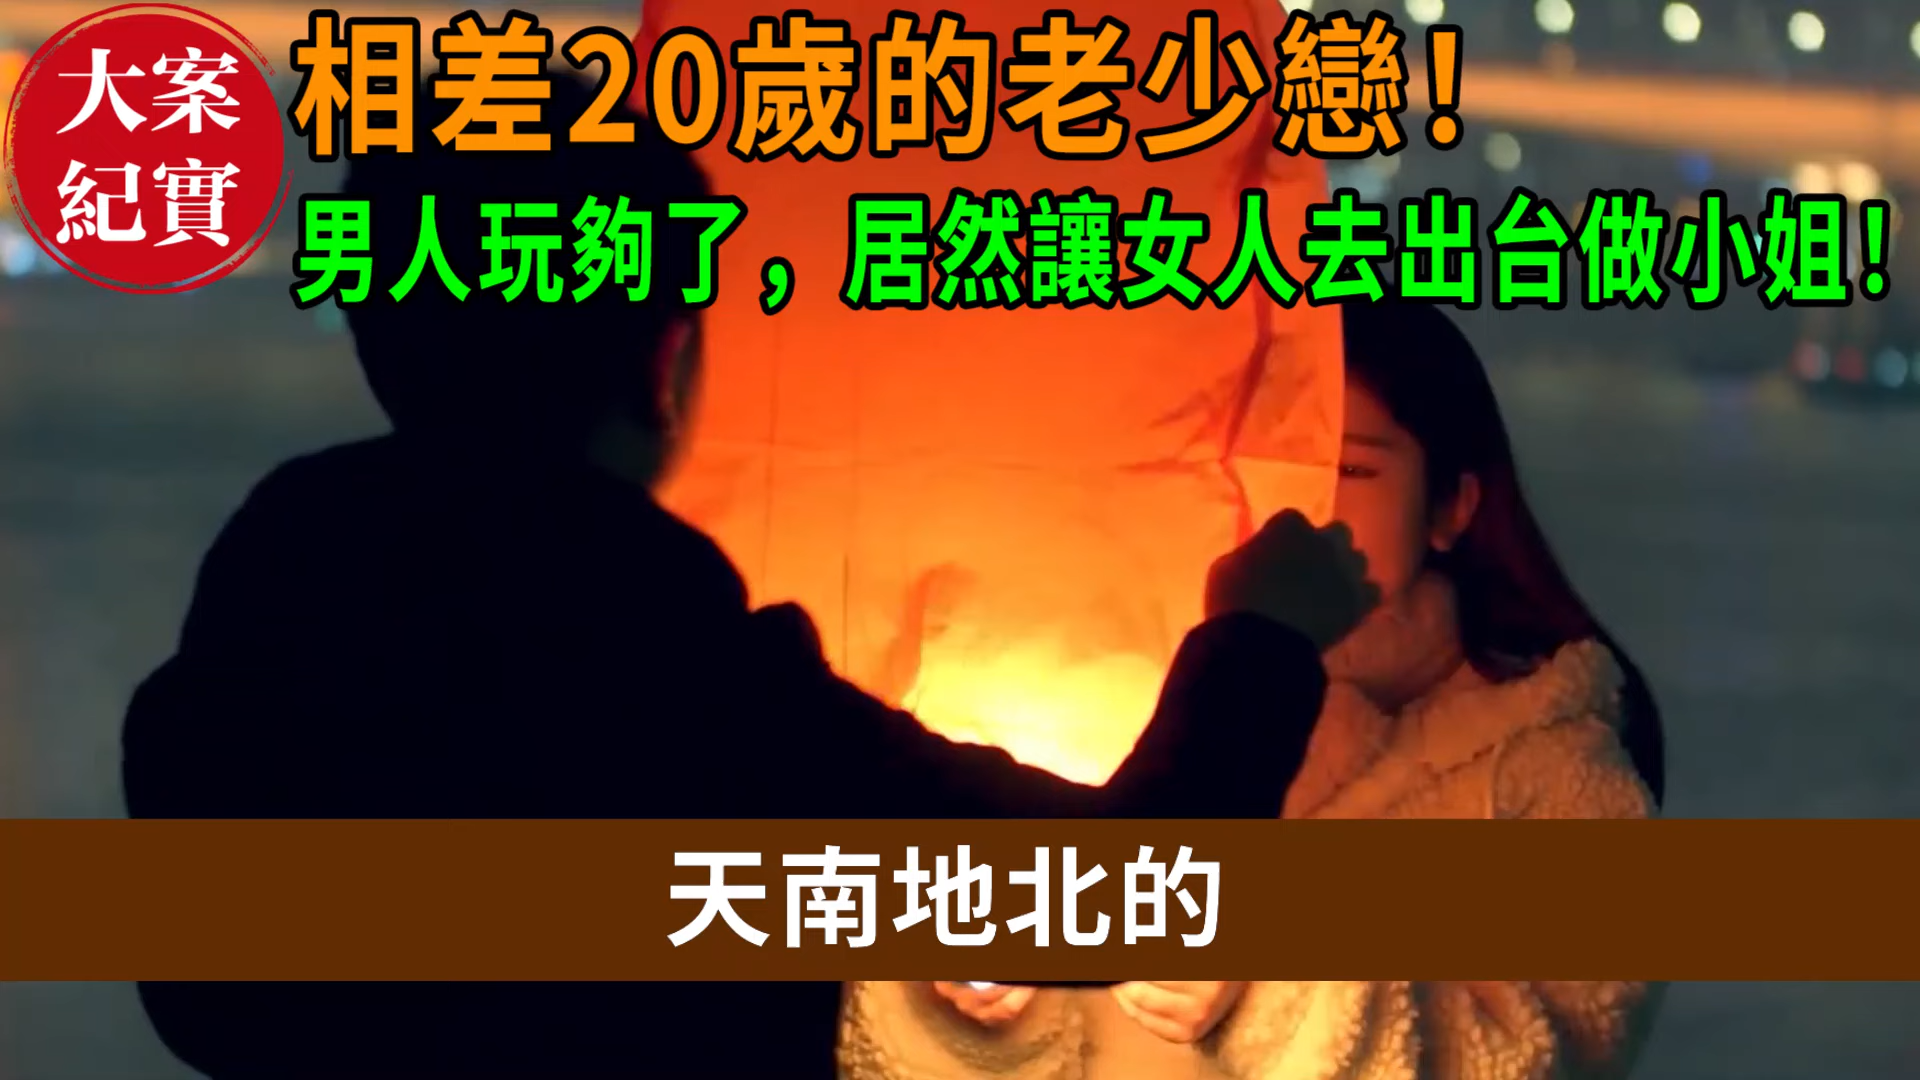 大案
紀實
相差20歲的老少戀！
男人玩夠了，居然讓女人去出台做小姐！
天南地北的